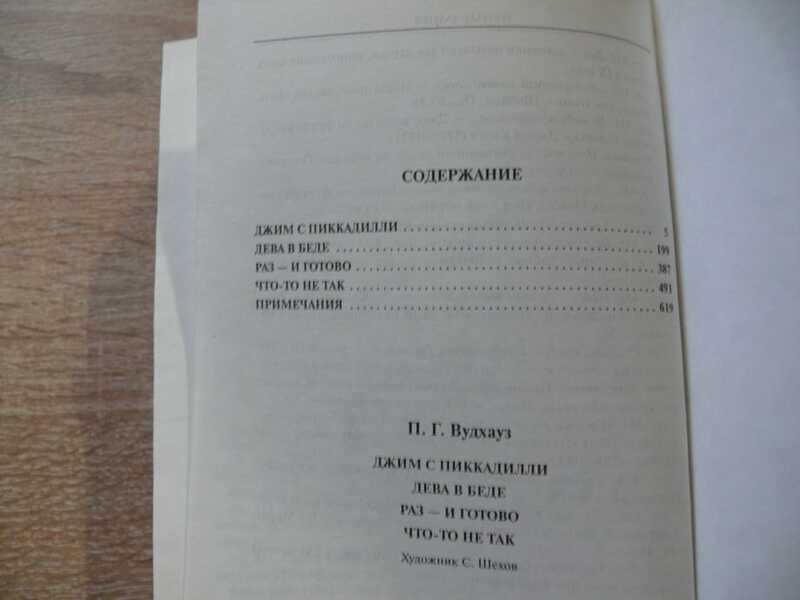 СОДЕРЖАНИЕ
ДЖИМ С ПИККАДИЛЛИ 5
ДЕВА В БЕДЕ 199
РАЗ — И ГОТОВО 387
ЧТО-ТО НЕ ТАК 491
ПРИМЕЧАНИЯ 619
П. Г. Вудхауз
ДЖИМ С ПИККАДИЛЛИ
ДЕВА В БЕДЕ
РАЗ — И ГОТОВО
ЧТО-ТО НЕ ТАК
Художник С. Шехов